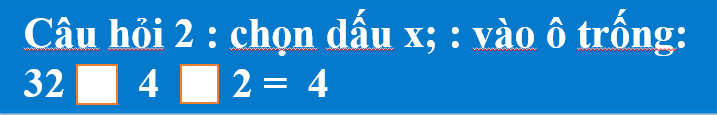 Câu hỏi 2 : chọn dấu x; : vào ô trống:
32 □ 4 □ 2 = 4